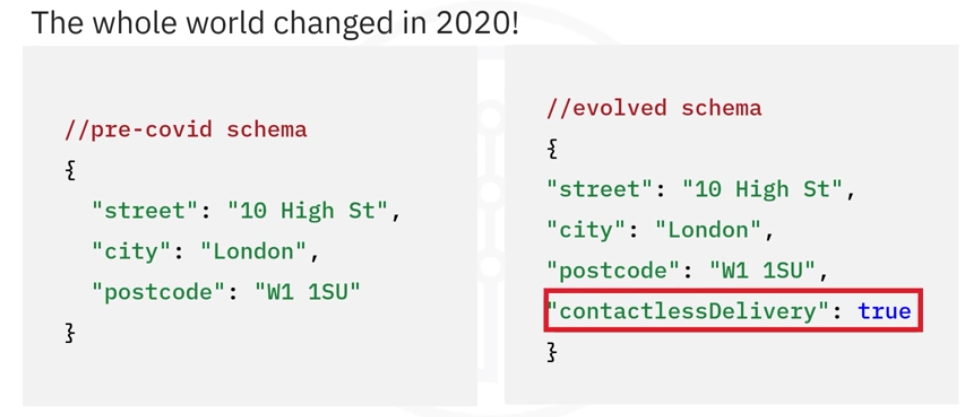 The whole world changed in 2020!
//pre-covid schema
{
"street": "10 High St",
"city": "London",
"postcode": "W1 1SU"
}
//evolved schema
{
"street": "10 High St",
"city": "London",
"postcode": "W1 1SU",
"contactlessDelivery": true
}